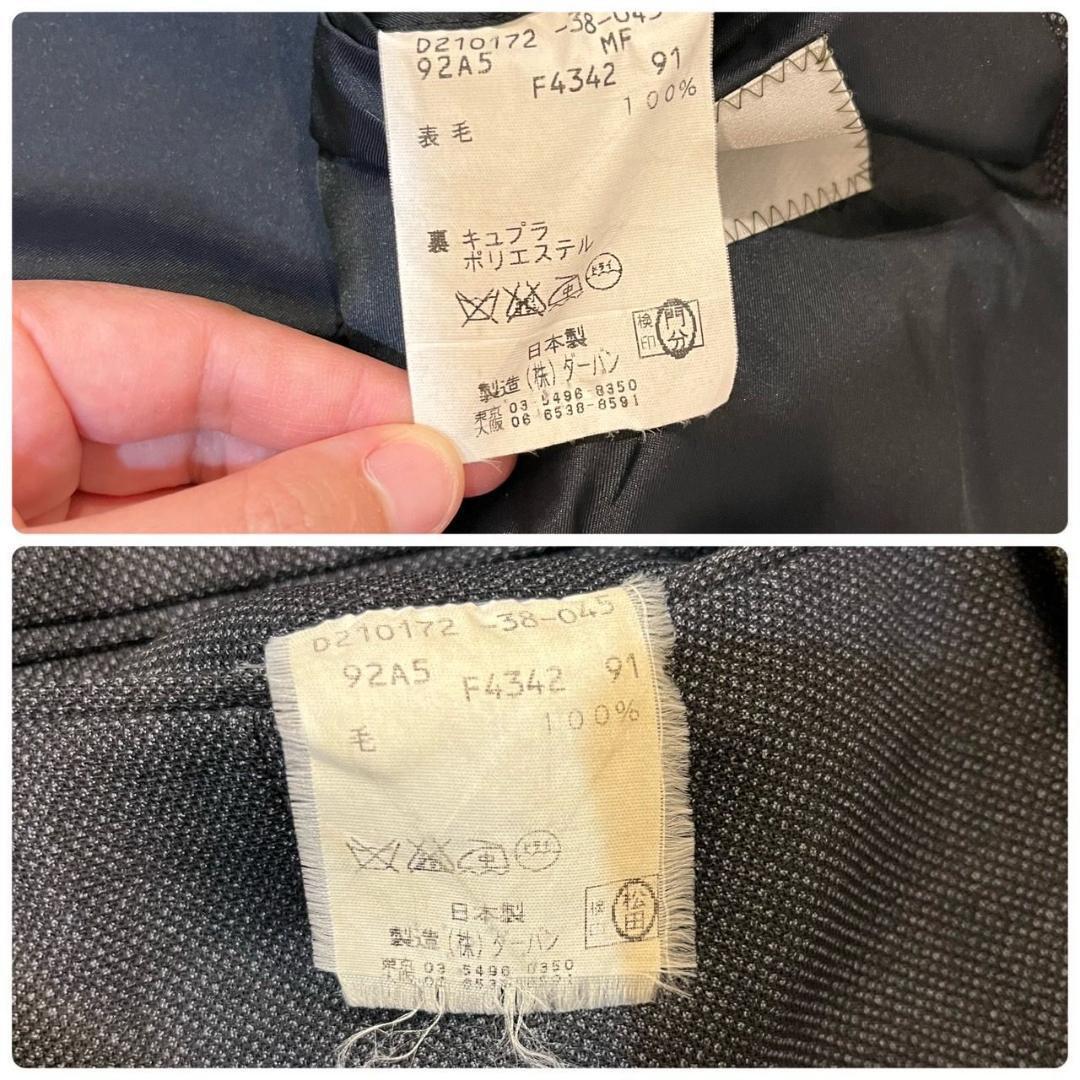 D210172 -38-045
MF
92A5 F4342 91
100%
表 毛
裏 キュプラ
ポリエステル
ドライ
中
検印 門分
日本製
製造 (株) ダーバン
東京 03 5496 8350
大阪 06 6538-8591
D210172 -38-045
92A5 F4342 91
100%
毛
中 ドライ
検印 松田
日本製
製造 (株) ダーバン
東京 03 5496